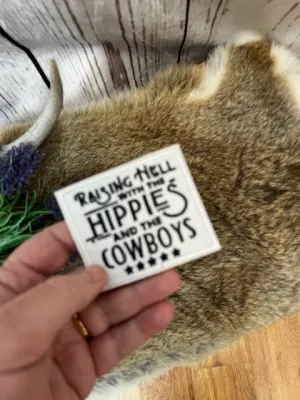 RAISING HELL
WITH THE
HIPPIES
AND THE
COWBOYS
★★★★★